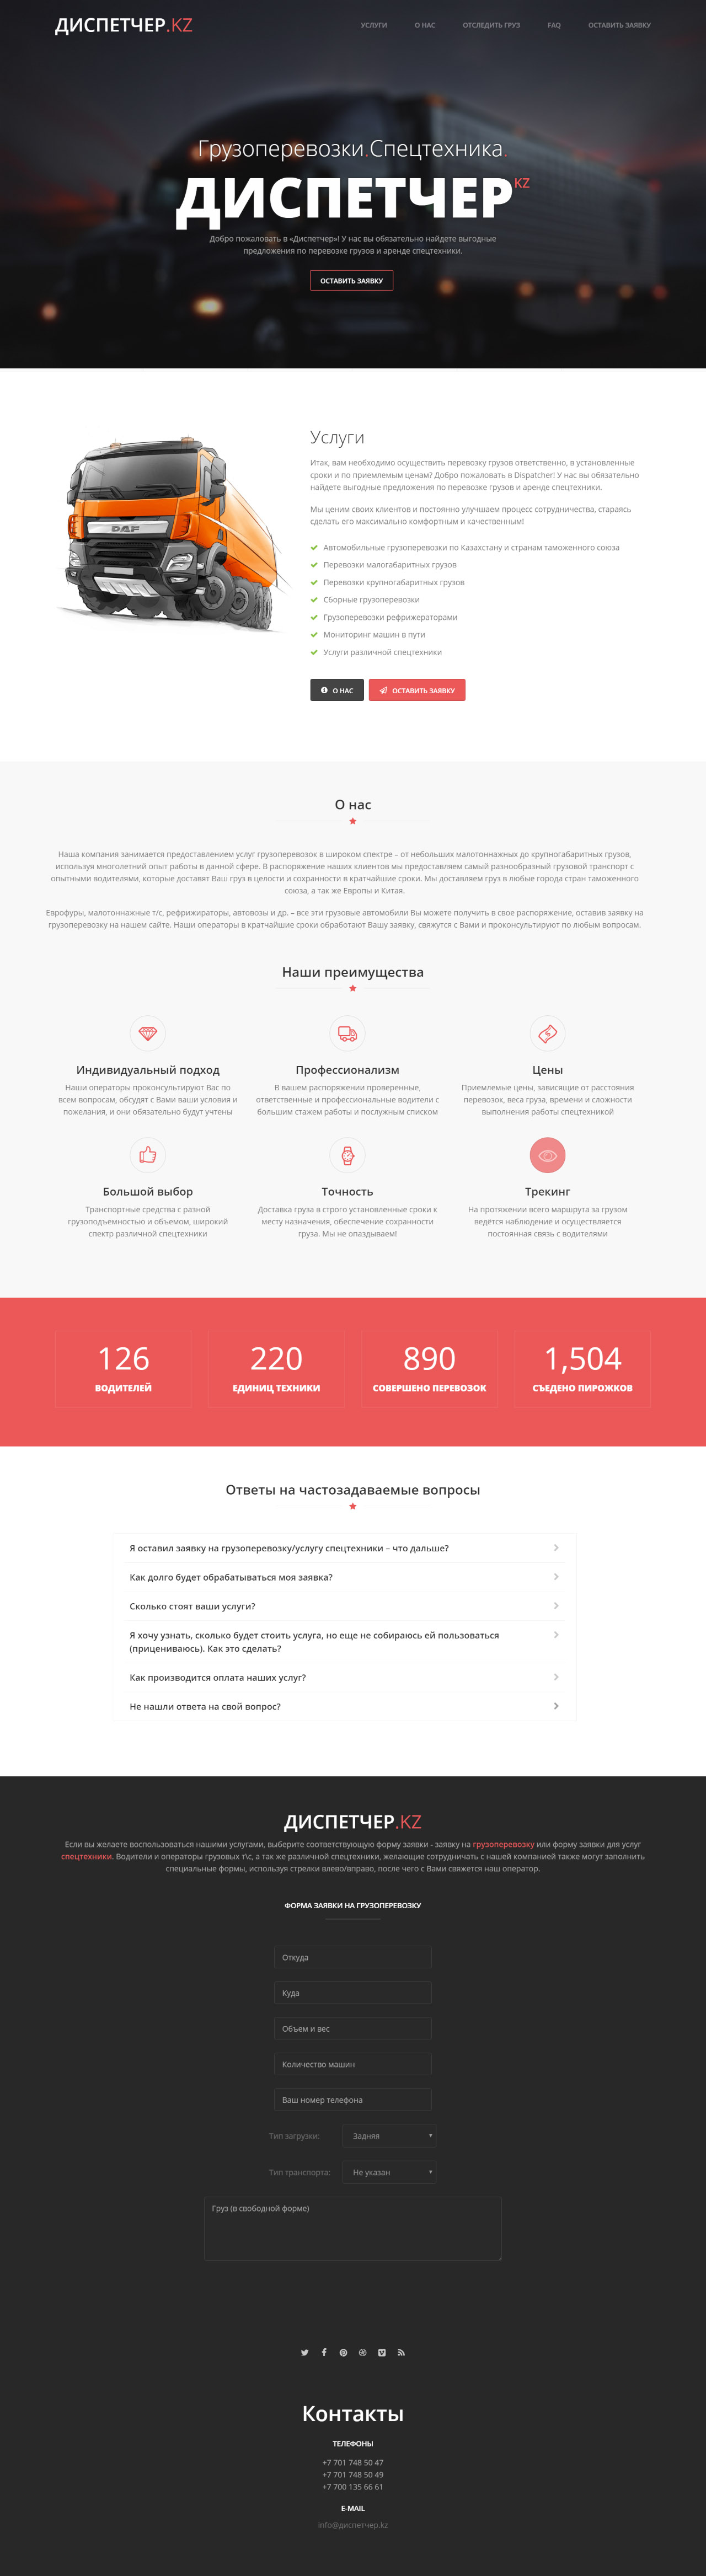 ДИСПЕТЧЕР.KZ
УСЛУГИ
О НАС
ОТСЛЕДИТЬ ГРУЗ
FAQ
ОСТАВИТЬ ЗАЯВКУ
Грузоперевозки.Спецтехника.
ДИСПЕТЧЕР KZ
Добро пожаловать в «Диспетчер»! У нас вы обязательно найдете выгодные
предложения по перевозке грузов и аренде спецтехники.
ОСТАВИТЬ ЗАЯВКУ
DAF
Услуги
Итак, вам необходимо осуществить перевозку грузов ответственно, в установленные
сроки и по приемлемым ценам? Добро пожаловать в Dispatcher! У нас вы обязательно
найдете выгодные предложения по перевозке грузов и аренде спецтехники.
Мы ценим своих клиентов и постоянно улучшаем процесс сотрудничества, стараясь
сделать его максимально комфортным и качественным!
Автомобильные грузоперевозки по Казахстану и странам таможенного союза
Перевозки малогабаритных грузов
Перевозки крупногабаритных грузов
Сборные грузоперевозки
Грузоперевозки рефрижераторами
Мониторинг машин в пути
Услуги различной спецтехники
О НАС
ОСТАВИТЬ ЗАЯВКУ
О нас
Наша компания занимается предоставлением услуг грузоперевозок в широком спектре – от небольших малотоннажных до крупногабаритных грузов,
используя многолетний опыт работы в данной сфере. В распоряжение наших клиентов мы предоставляем самый разнообразный грузовой транспорт с
опытными водителями, которые доставят Ваш груз в целости и сохранности в кратчайшие сроки. Мы доставляем груз в любые города стран таможенного
союза, а так же Европы и Китая.
Еврофуры, малотоннажные т/с, рефрижираторы, автовозы и др. – все эти грузовые автомобили Вы можете получить в свое распоряжение, оставив заявку на
грузоперевозку на нашем сайте. Наши операторы в кратчайшие сроки обработают Вашу заявку, свяжутся с Вами и проконсультируют по любым вопросам.
Наши преимущества
Индивидуальный подход
Наши операторы проконсультируют Вас по
всем вопросам, обсудят с Вами ваши условия и
пожелания, и они обязательно будут учтены
Профессионализм
В вашем распоряжении проверенные,
ответственные и профессиональные водители с
большим стажем работы и послужным списком
Цены
Приемлемые цены, зависящие от расстояния
перевозок, веса груза, времени и сложности
выполнения работы спецтехникой
Большой выбор
Транспортные средства с разной
грузоподъемностью и объемом, широкий
спектр различной спецтехники
Точность
Доставка груза в строго установленные сроки к
месту назначения, обеспечение сохранности
груза. Мы не опаздываем!
Трекинг
На протяжении всего маршрута за грузом
ведётся наблюдение и осуществляется
постоянная связь с водителями
126
ВОДИТЕЛЕЙ
220
ЕДИНИЦ ТЕХНИКИ
890
СОВЕРШЕНО ПЕРЕВОЗОК
1,504
СЪЕДЕНО ПИРОЖКОВ
Ответы на частозадаваемые вопросы
Я оставил заявку на грузоперевозку/услугу спецтехники – что дальше?
Как долго будет обрабатываться моя заявка?
Сколько стоят ваши услуги?
Я хочу узнать, сколько будет стоить услуга, но еще не собираюсь ей пользоваться
(прицениваюсь). Как это сделать?
Как производится оплата наших услуг?
Не нашли ответа на свой вопрос?
ДИСПЕТЧЕР.KZ
Если вы желаете воспользоваться нашими услугами, выберите соответствующую форму заявки - заявку на грузоперевозку или форму заявки для услуг
спецтехники. Водители и операторы грузовых т\с, а так же различной спецтехники, желающие сотрудничать с нашей компанией также могут заполнить
специальные формы, используя стрелки влево/вправо, после чего с Вами свяжется наш оператор.
ФОРМА ЗАЯВКИ НА ГРУЗОПЕРЕВОЗКУ
Откуда
Куда
Объем и вес
Количество машин
Ваш номер телефона
Тип загрузки:
Задняя
Тип транспорта:
Не указан
Груз (в свободной форме)
Контакты
ТЕЛЕФОНЫ
+7 701 748 50 47
+7 701 748 50 49
+7 700 135 66 61
E-MAIL
info@диспетчер.kz